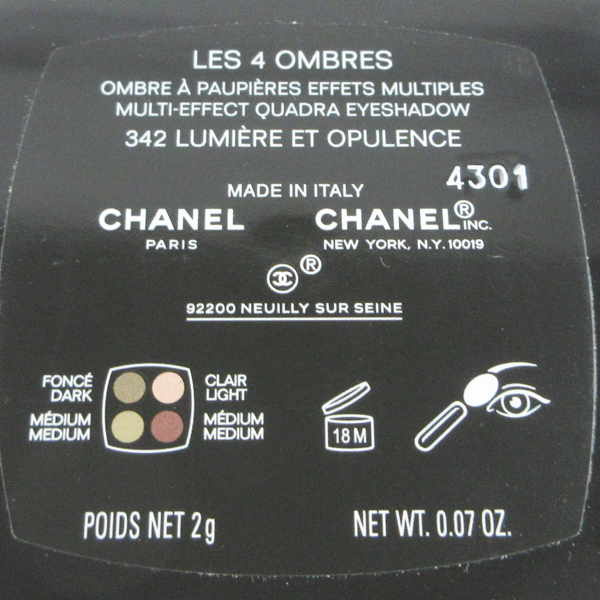 LES 4 OMBRES
OMBRE À PAUPIÈRES EFFETS MULTIPLES
MULTI-EFFECT QUADRA EYESHADOW
342 LUMIÈRE ET OPULENCE
4301
MADE IN ITALY
CHANEL CHANEL® INC.
PARIS NEW YORK, N.Y. 10019
®
92200 NEUILLY SUR SEINE
FONCÉ CLAIR
DARK LIGHT
MÉDIUM MÉDIUM
MEDIUM MEDIUM
18 M
POIDS NET 2 g NET WT. 0.07 OZ.